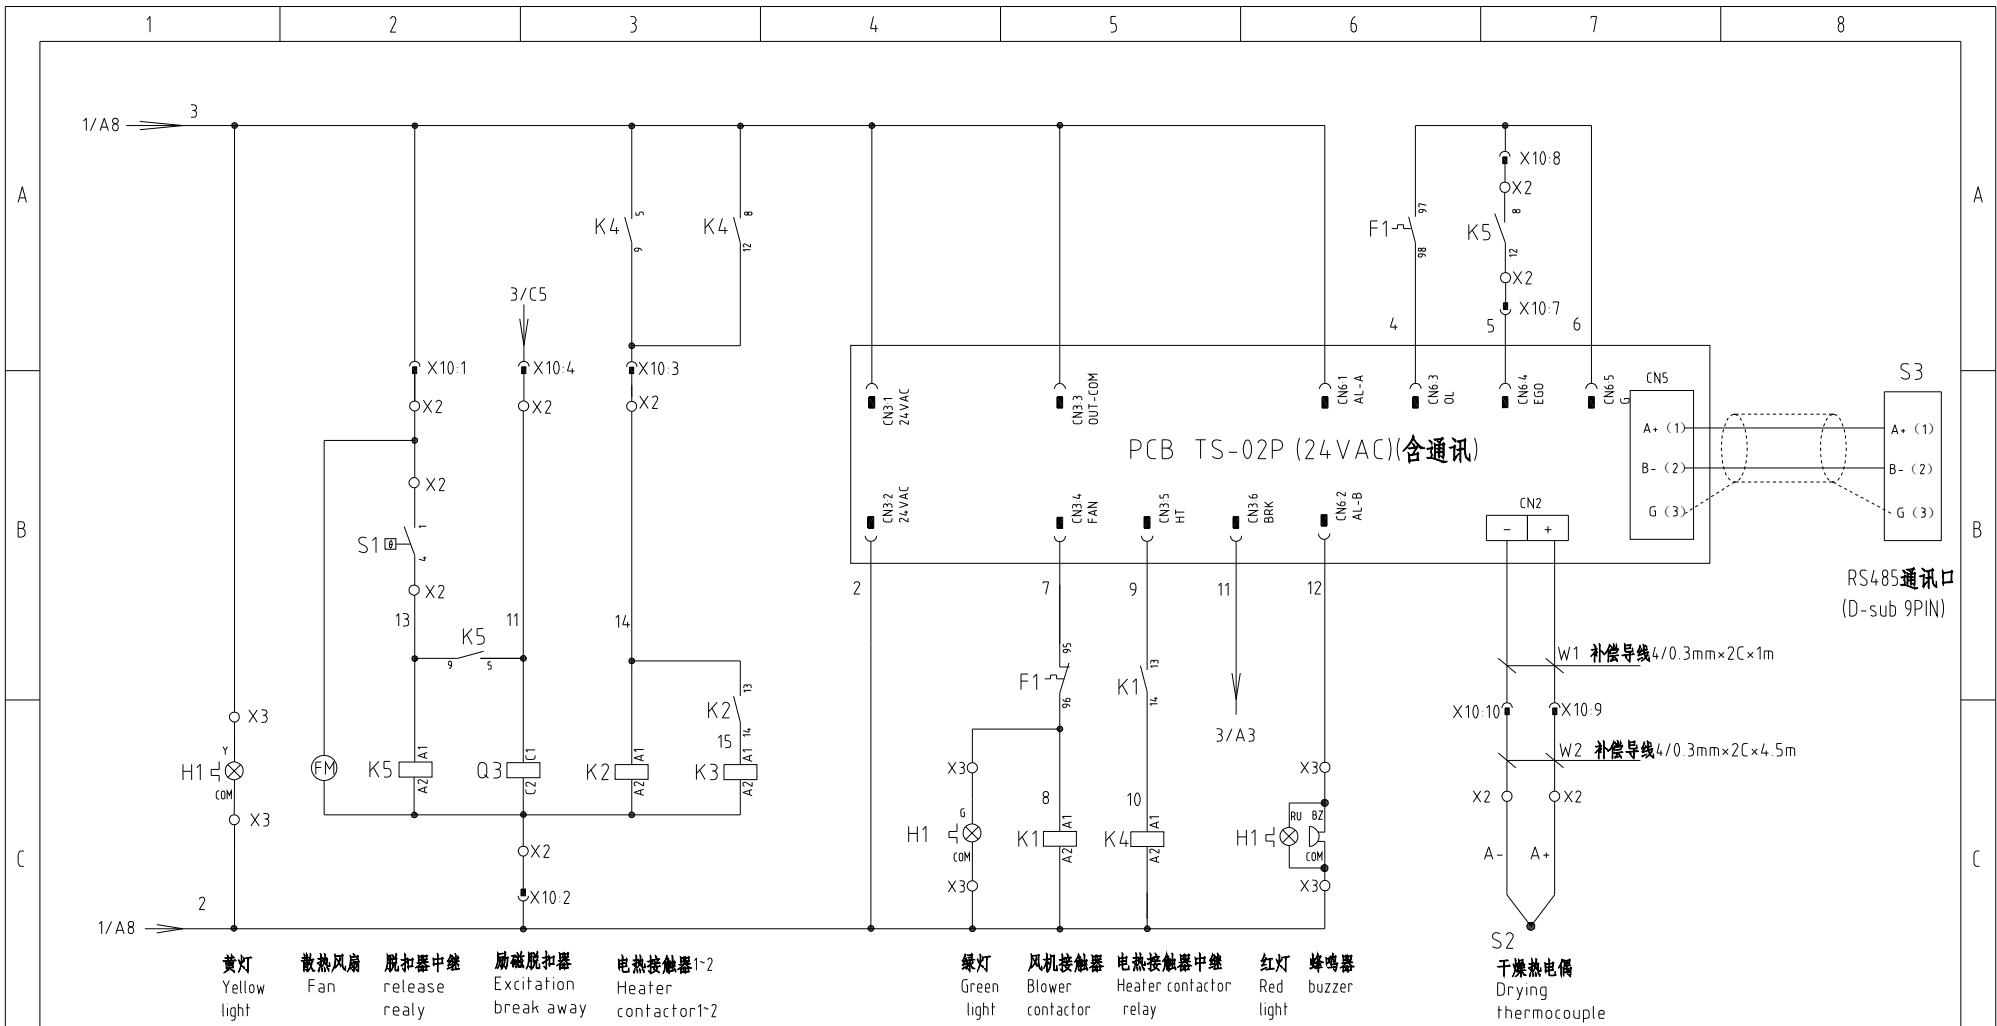 1 2 3 4 5 6 7 8
3
1/A8
A A
X10:8
X2
K4 5 9
K4 8 12
F1 97 98
K5 8 12
X2
X10:7
3/C5
4 5 6
X10:1 X10:4 X10:3
X2 X2 X2
CN3:1 24VAC
CN3:3 OUT-COM
CN6:1 AL-A
CN6:3 OL
CN6:4 EGO
CN6:5 G
CN5
S3
A+ (1) A+ (1)
B- (2) B- (2)
G (3) G (3)
PCB TS-02P (24VAC)(含通讯)
X2
CN3:2 24VAC
CN3:4 FAN
CN3:5 HT
CN3:6 BRK
CN6:2 AL-B
CN2
- +
B B
S1 θ 1 4
RS485通讯口
(D-sub 9PIN)
X2
2 7 9 11 12
13 11 14
K5
9 5
F1 95 96
K1 13 14
W1 补偿导线4/0.3mm×2C×1m
K2 13 14
15
X10:10 X10:9
X3
3/A3
W2 补偿导线4/0.3mm×2C×4.5m
H1 Y COM
FM
K5 A1 A2
Q3 C1 C2
K2 A1 A2
K3 A1 A2
X3 X3
X2 X2
X3
8 10
H1 G COM
K1 A1 A2
K4 A1 A2
H1 RU BZ COM
A- A+
C C
X2
X3 X3
X10:2
2
1/A8
S2
黄灯
Yellow
light
散热风扇
Fan
脱扣器中继
release
realy
励磁脱扣器
Excitation
break away
电热接触器1~2
Heater
contactor1~2
绿灯
Green
light
风机接触器
Blower
contactor
电热接触器中继
Heater contactor
relay
红灯
Red
light
蜂鸣器
buzzer
干燥热电偶
Drying
thermocouple